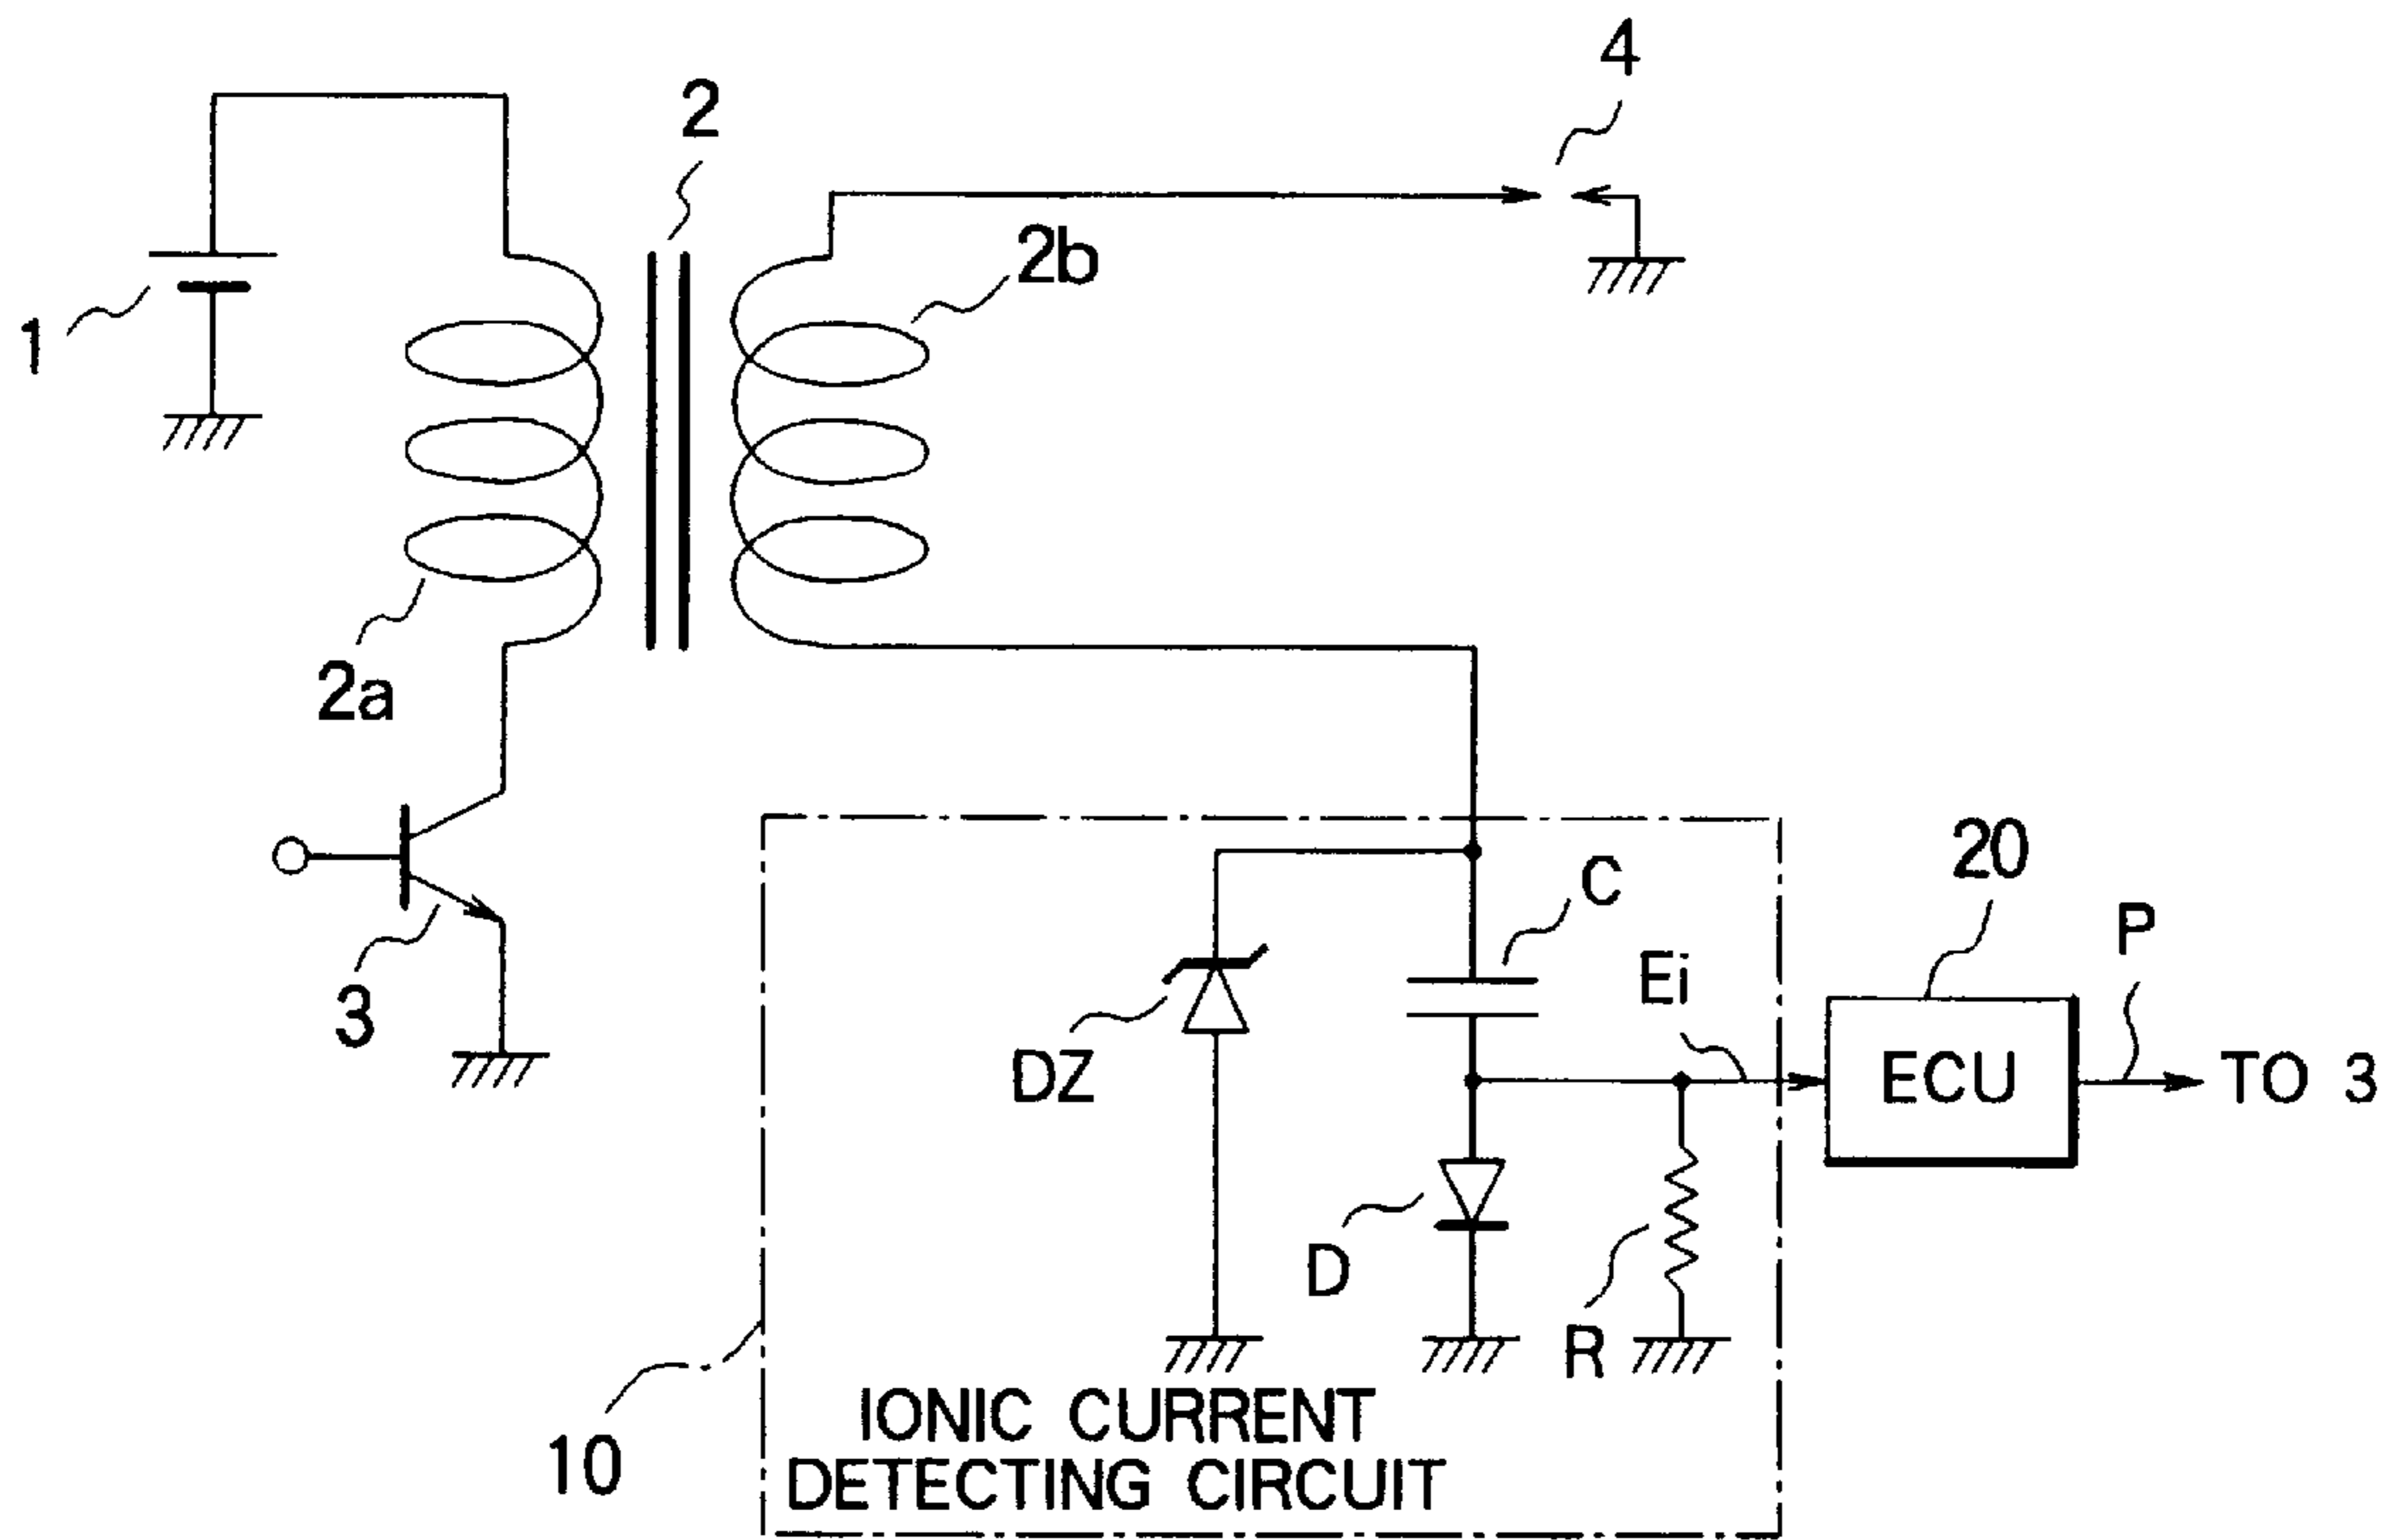 4
2
2b
1
2a
3
20
C
P
Ei
DZ
ECU
TO 3
D
R
10
IONIC CURRENT
DETECTING CIRCUIT